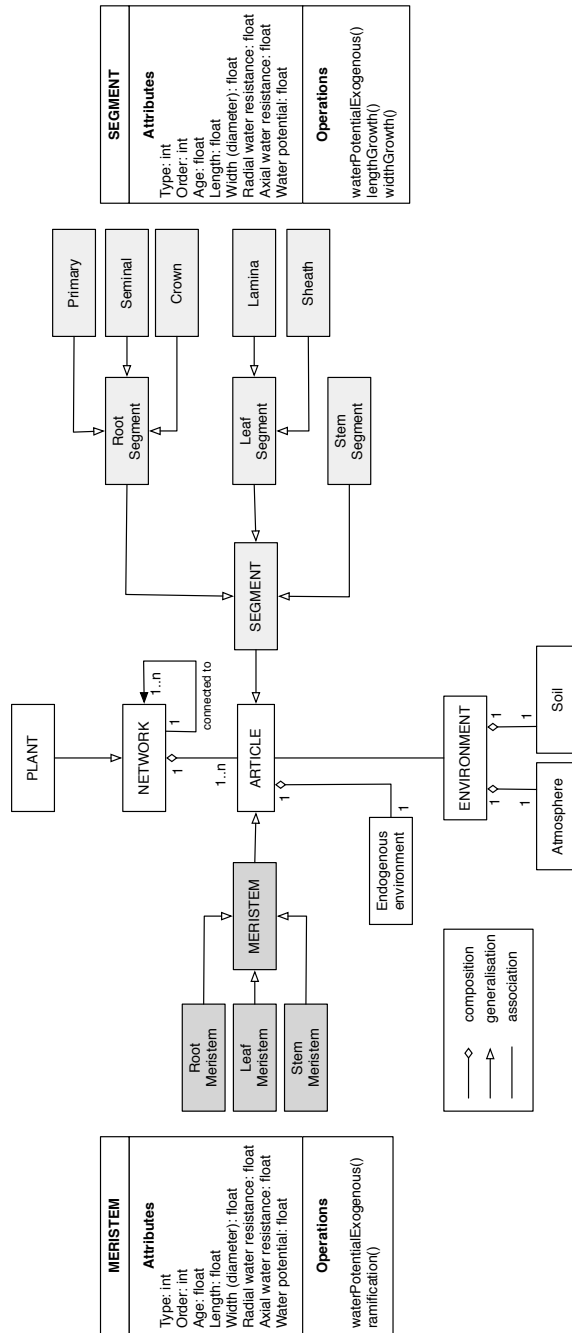 MERISTEM
Attributes
Type: int
Order: int
Age: float
Length: float
Width (diameter): float
Radial water resistance: float
Axial water resistance: float
Water potential: float
Operations
waterPotentialExogenous()
ramification()
Root
Meristem
Leaf
Meristem
Stem
Meristem
MERISTEM
composition
generalisation
association
PLANT
NETWORK
1..n
1
connected to
1
1..n
ARTICLE
1
1
Endogenous
environment
ENVIRONMENT
1
1
1
1
Atmosphere
Soil
SEGMENT
Root
Segment
Leaf
Segment
Stem
Segment
Primary
Seminal
Crown
Lamina
Sheath
SEGMENT
Attributes
Type: int
Order: int
Age: float
Length: float
Width (diameter): float
Radial water resistance: float
Axial water resistance: float
Water potential: float
Operations
waterPotentialExogenous()
lengthGrowth()
widthGrowth()